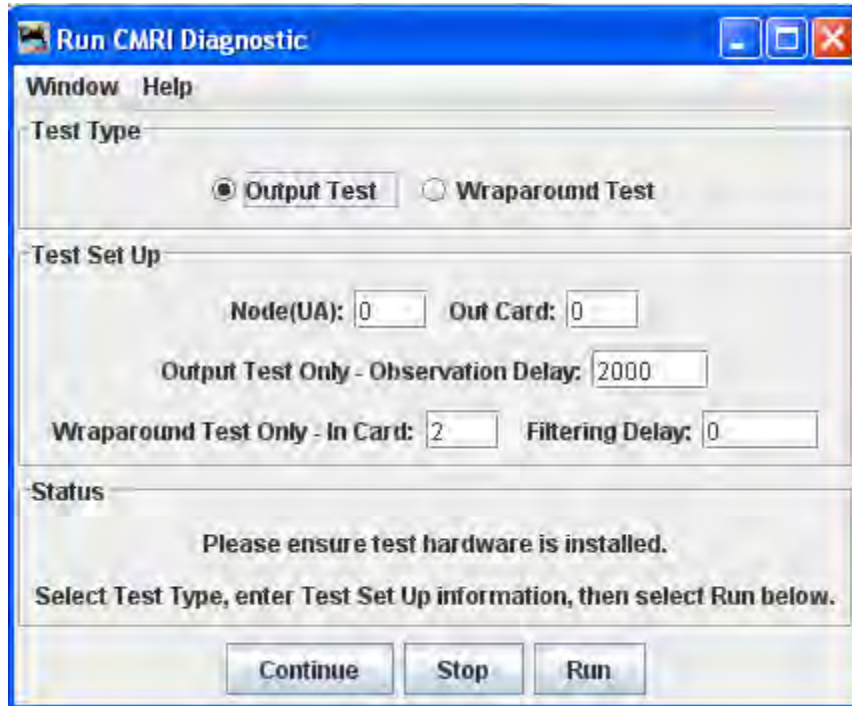 Run CMRI Diagnostic
Window Help
Test Type
Output Test Wraparound Test
Test Set Up
Node(UA): 0 Out Card: 0
Output Test Only - Observation Delay: 2000
Wraparound Test Only - In Card: 2 Filtering Delay: 0
Status
Please ensure test hardware is installed.
Select Test Type, enter Test Set Up information, then select Run below.
Continue Stop Run